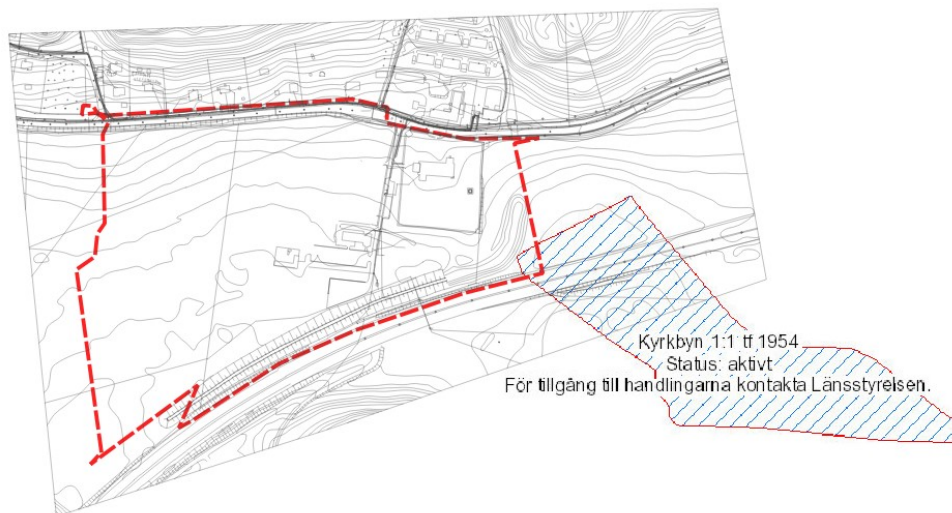 Kyrkbyn 1:1 tf 1954
Status: aktivt
För tillgång till handlingarna kontakta Länsstyrelsen.